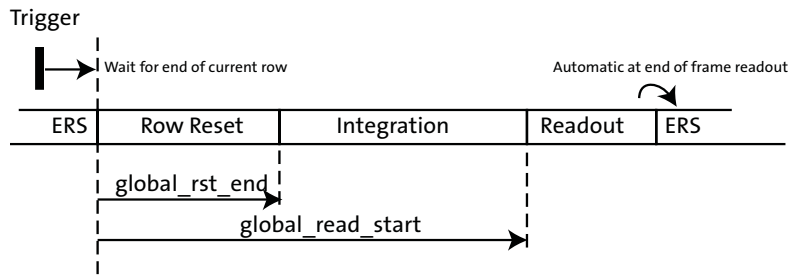 Trigger
Wait for end of current row
Automatic at end of frame readout
ERS Row Reset Integration Readout ERS
global_rst_end
global_read_start